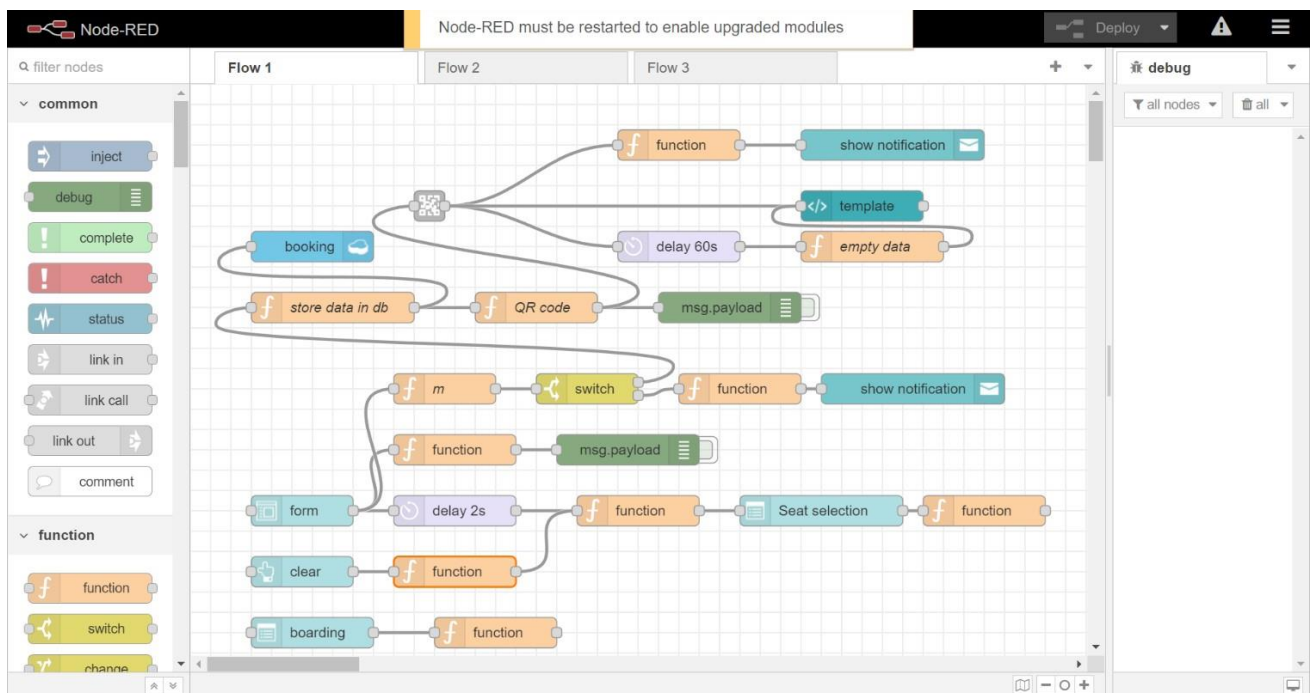 Node-RED
Node-RED must be restarted to enable upgraded modules
Deploy
filter nodes
Flow 1
Flow 2
Flow 3
debug
all nodes
all
common
inject
debug
complete
catch
status
link in
link call
link out
comment
function
function
switch
change
function
show notification
template
booking
delay 60s
empty data
store data in db
QR code
msg.payload
m
switch
function
show notification
function
msg.payload
form
delay 2s
function
Seat selection
function
clear
function
boarding
function